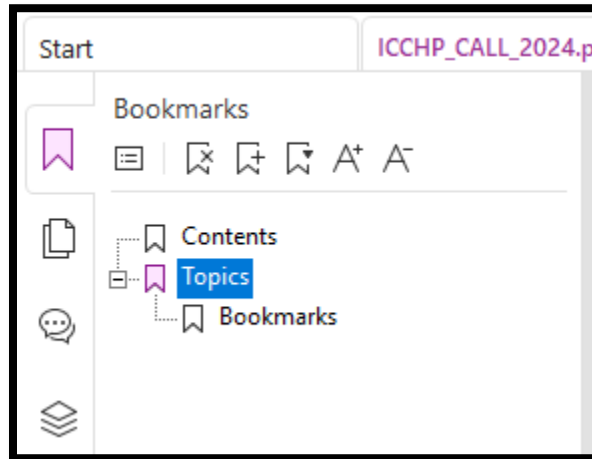 Start
ICCHP_CALL_2024.p
Bookmarks
A+ A-
Contents
Topics
Bookmarks